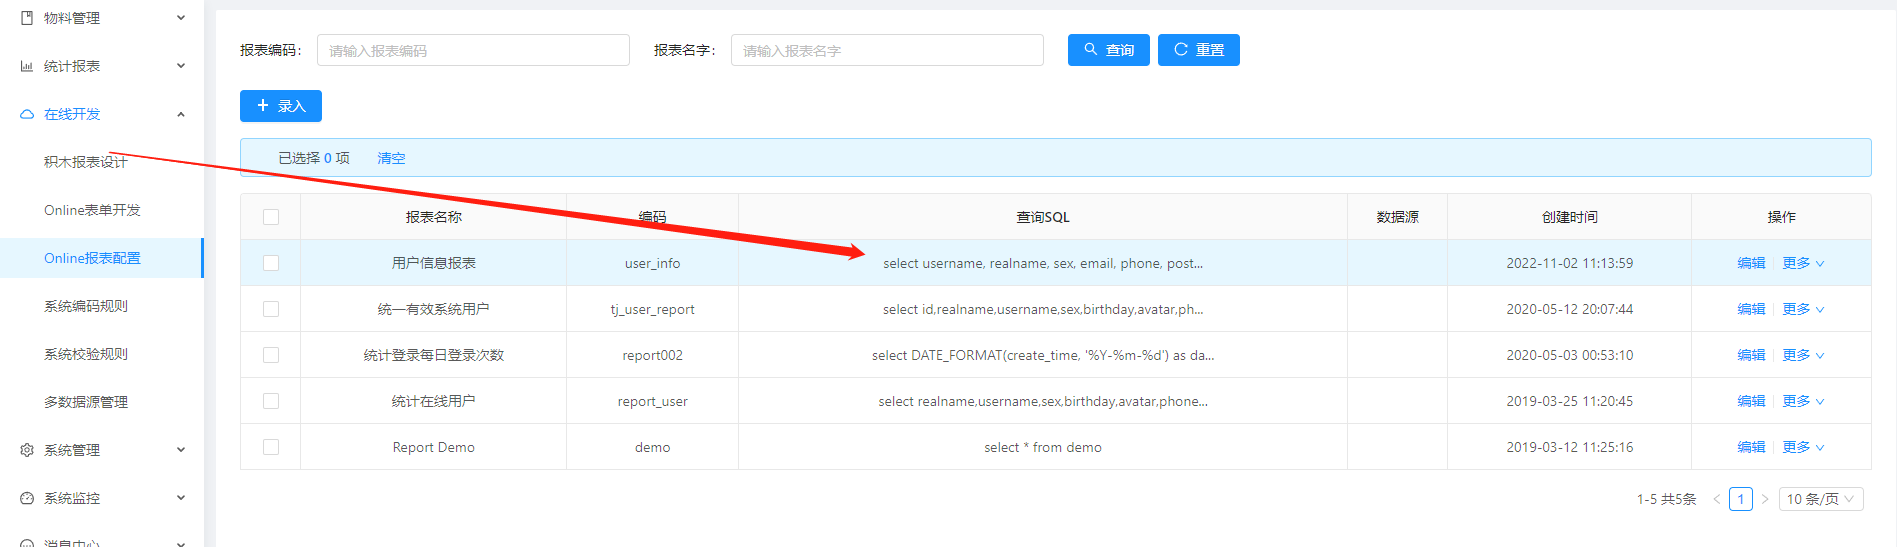 物料管理
统计报表
在线开发
积木报表设计
Online表单开发
Online报表配置
系统编码规则
系统校验规则
多数据源管理
系统管理
系统监控
消息中心
报表编码： 请输入报表编码 报表名字： 请输入报表名字 查询 重置
录入
已选择 0 项 清空
报表名称 编码 查询SQL 数据源 创建时间 操作
用户信息报表 user_info select username, realname, sex, email, phone, post... 2022-11-02 11:13:59 编辑 更多
统一有效系统用户 tj_user_report select id,realname,username,sex,birthday,avatar,ph... 2020-05-12 20:07:44 编辑 更多
统计登录每日登录次数 report002 select DATE_FORMAT(create_time, '%Y-%m-%d') as da... 2020-05-03 00:53:10 编辑 更多
统计在线用户 report_user select realname,username,sex,birthday,avatar,phone... 2019-03-25 11:20:45 编辑 更多
Report Demo demo select * from demo 2019-03-12 11:25:16 编辑 更多
1-5 共5条 < 1 > 10 条/页